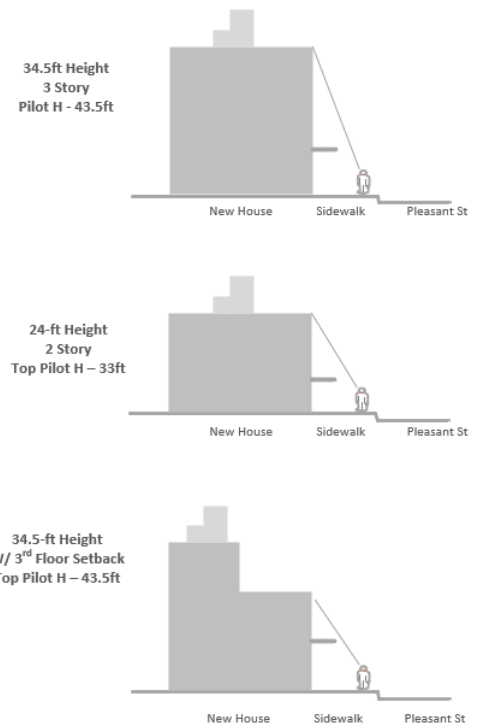 34.5ft Height
3 Story
Pilot H - 43.5ft
New House Sidewalk Pleasant St
24-ft Height
2 Story
Top Pilot H – 33ft
New House Sidewalk Pleasant St
34.5-ft Height
W/ 3rd Floor Setback
Top Pilot H – 43.5ft
New House Sidewalk Pleasant St